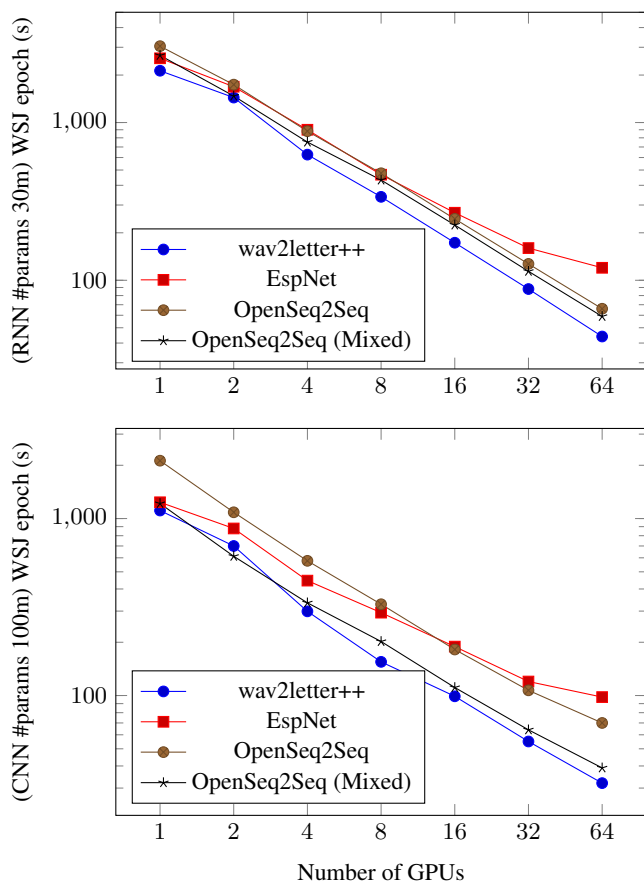 (RNN #params 30m) WSJ epoch (s)
1,000
100
wav2letter++
EspNet
OpenSeq2Seq
OpenSeq2Seq (Mixed)
1 2 4 8 16 32 64
(CNN #params 100m) WSJ epoch (s)
1,000
100
wav2letter++
EspNet
OpenSeq2Seq
OpenSeq2Seq (Mixed)
1 2 4 8 16 32 64
Number of GPUs